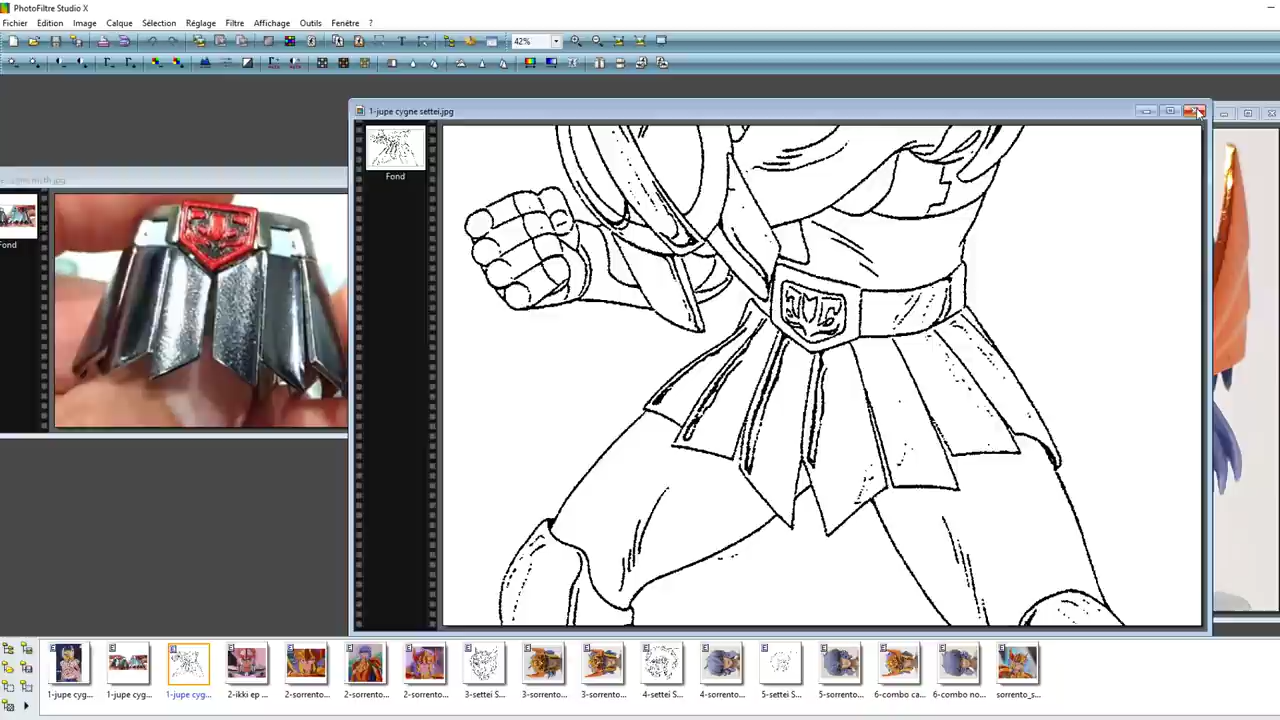 PhotoFiltre Studio X
Fichier Edition Image Calque Sélection Réglage Filtre Affichage Outils Fenêtre ?
42%
1-jupe cygne settei.jpg
Fond
Fond
1-jupe cyg... 1-jupe cyg... 1-jupe cyg... 2-ikki ep ... 2-sorrento... 2-sorrento... 2-sorrento... 3-settei S... 3-sorrento... 3-sorrento... 4-settei S... 4-sorrento... 5-settei S... 5-sorrento... 6-combo ca... 6-combo no... sorrento_s...